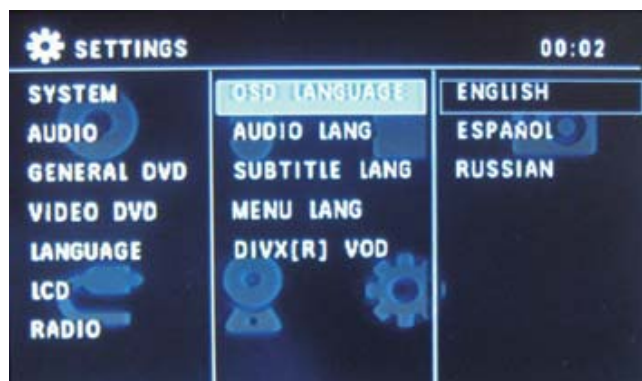 SETTINGS 00:02
SYSTEM
AUDIO
GENERAL DVD
VIDEO DVD
LANGUAGE
LCD
RADIO
OSD LANGUAGE
AUDIO LANG
SUBTITLE LANG
MENU LANG
DIVX[R] VOD
ENGLISH
ESPAÑOL
RUSSIAN